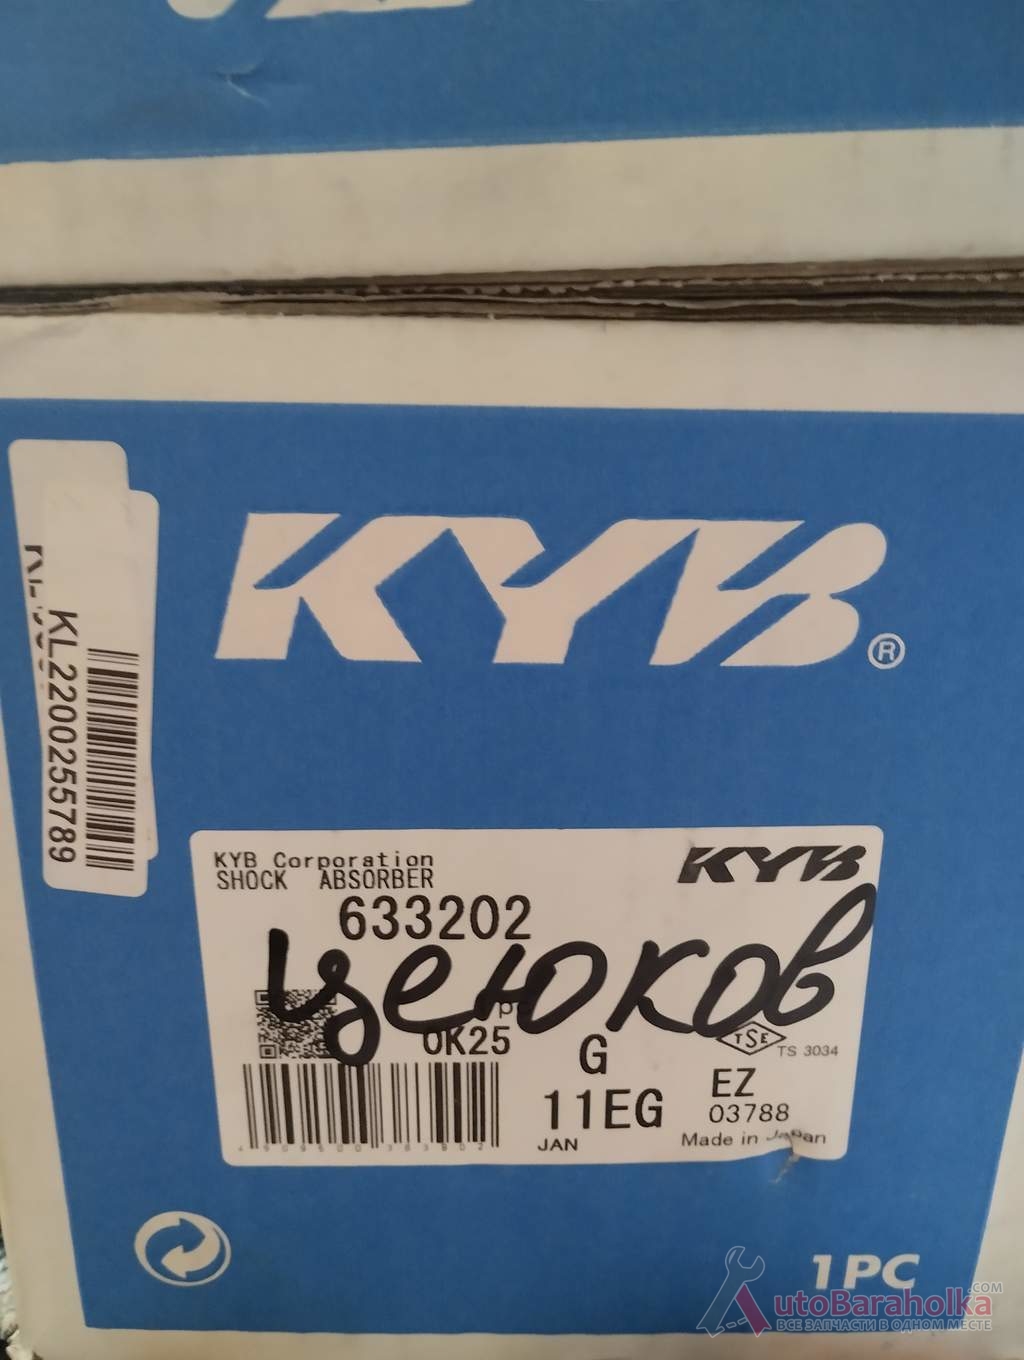 KYB®
KL2200255789
KYB Corporation
SHOCK ABSORBER
KYB
633202
цеюков
0K25
G
TSE
TS 3034
11EG
EZ
03788
JAN
Made in Japan
1PC
AutoBaraholka.COM
ВСЕ ЗАПЧАСТИ В ОДНОМ МЕСТЕ